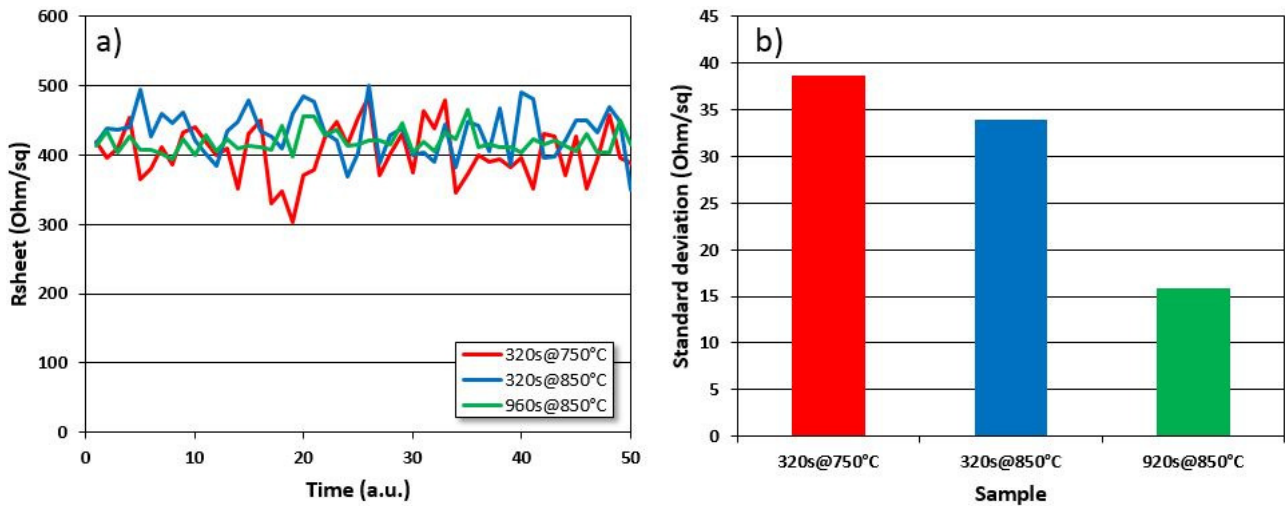 a)
Rsheet (Ohm/sq)
600
500
400
300
200
100
0
320s@750°C
320s@850°C
960s@850°C
0 10 20 30 40 50
Time (a.u.)
b)
Standard deviation (Ohm/sq)
45
40
35
30
25
20
15
10
5
0
320s@750°C 320s@850°C 920s@850°C
Sample